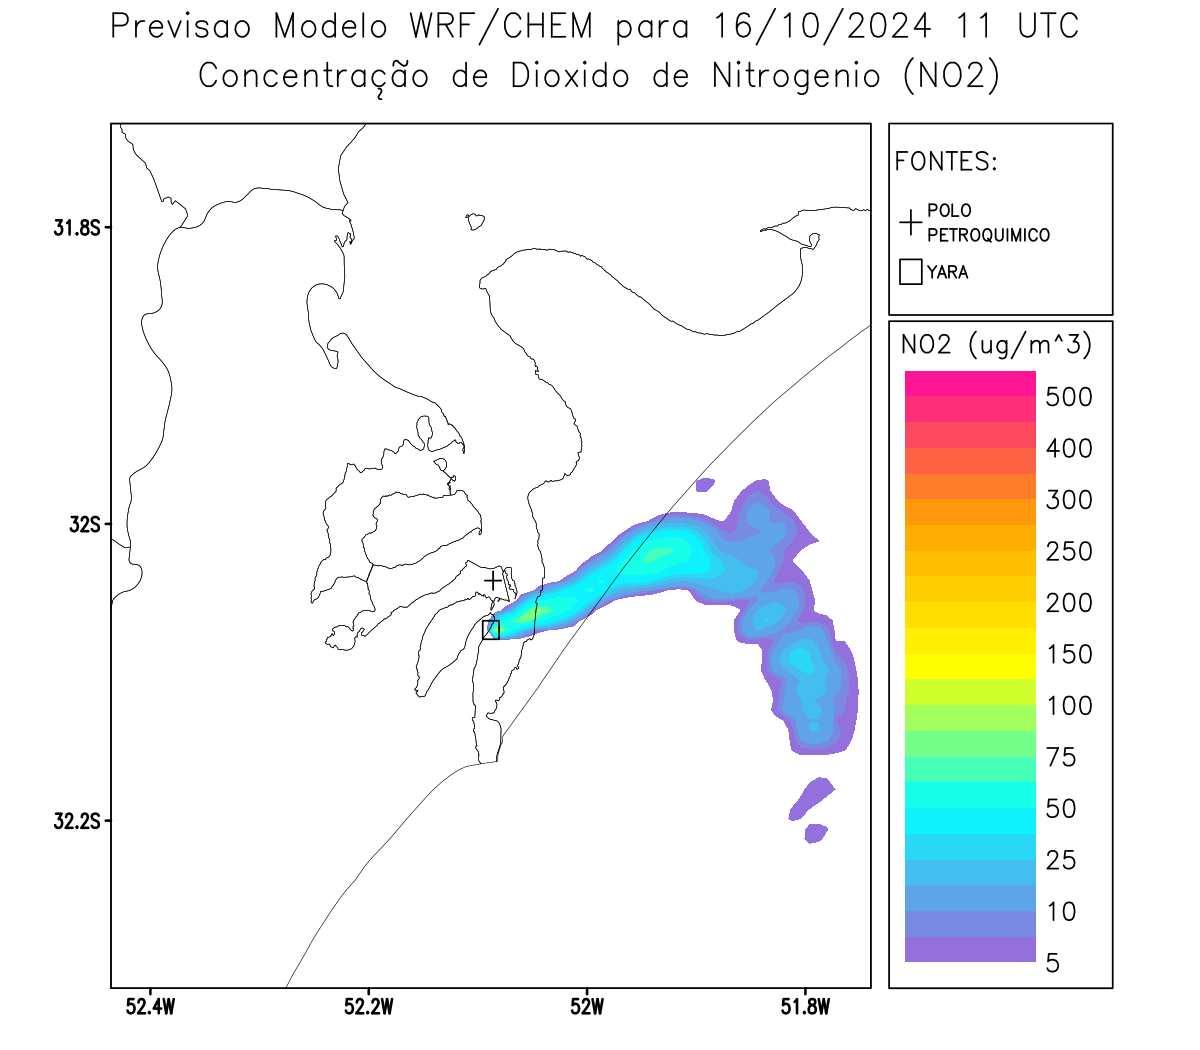 Previsao Modelo WRF/CHEM para 16/10/2024 11 UTC
Concentração de Dioxido de Nitrogenio (NO2)
FONTES:
POLO
PETROQUIMICO
YARA
NO2 (ug/m^3)
500
400
300
250
200
150
100
75
50
25
10
5
31.8S
32S
32.2S
52.4W
52.2W
52W
51.8W